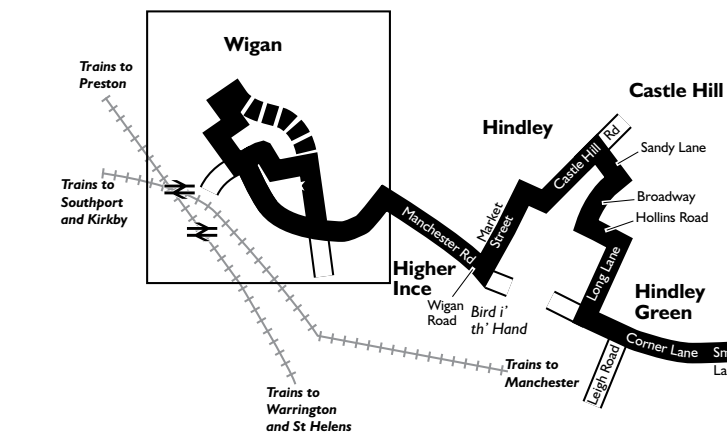 Wigan
Trains to
Preston
Castle Hill
Hindley
Castle Hill Rd
Sandy Lane
Trains to
Southport
and Kirkby
Broadway
Hollins Road
Market
Street
Manchester Rd
Long Lane
Higher
Ince
Wigan
Road
Bird i'
th' Hand
Hindley
Green
Corner Lane
Sm
La
Leigh Road
Trains to
Manchester
Trains to
Warrington
and St Helens